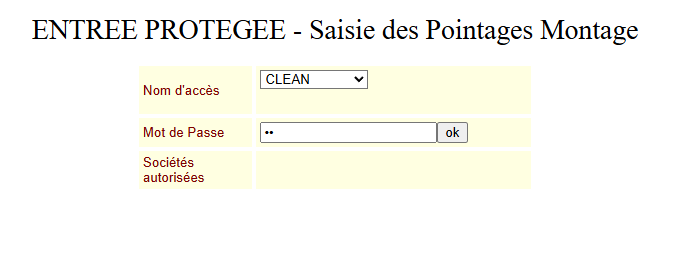 ENTREE PROTEGEE - Saisie des Pointages Montage
Nom d'accès
CLEAN
Mot de Passe
••
ok
Sociétés
autorisées